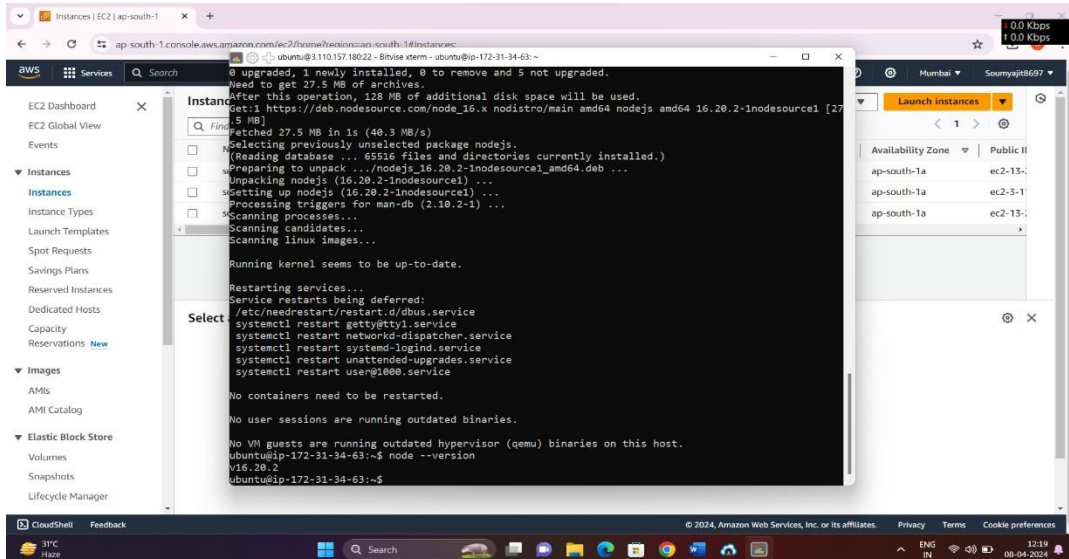 Instances | EC2 | ap-south-1
0.0 Kbps
0.0 Kbps
ap-south-1.console.aws.amazon.com/ec2/home?region=ap-south-1#Instances:
aws Services Search Mumbai Soumyajit8697
ubuntu@3.110.157.180:22 - Bitvise xterm - ubuntu@ip-172-31-34-63: ~
EC2 Dashboard
EC2 Global View
Events
Instances
Instances
Instance Types
Launch Templates
Spot Requests
Savings Plans
Reserved Instances
Dedicated Hosts
Capacity
Reservations New
Images
AMIs
AMI Catalog
Elastic Block Store
Volumes
Snapshots
Lifecycle Manager
Launch instances
1
Availability Zone Public
ap-south-1a ec2-13-
ap-south-1a ec2-3-1
ap-south-1a ec2-13-
Select
0 upgraded, 1 newly installed, 0 to remove and 5 not upgraded.
Need to get 27.5 MB of archives.
After this operation, 128 MB of additional disk space will be used.
Get:1 https://deb.nodesource.com/node_16.x nodistro/main amd64 nodejs amd64 16.20.2-1nodesource1 [27
.5 MB]
Fetched 27.5 MB in 1s (40.3 MB/s)
Selecting previously unselected package nodejs.
(Reading database ... 65516 files and directories currently installed.)
Preparing to unpack .../nodejs_16.20.2-1nodesource1_amd64.deb ...
Unpacking nodejs (16.20.2-1nodesource1) ...
Setting up nodejs (16.20.2-1nodesource1) ...
Processing triggers for man-db (2.10.2-1) ...
Scanning processes...
Scanning candidates...
Scanning linux images...
Running kernel seems to be up-to-date.
Restarting services...
Service restarts being deferred:
/etc/needrestart/restart.d/dbus.service
systemctl restart getty@tty1.service
systemctl restart networkd-dispatcher.service
systemctl restart systemd-logind.service
systemctl restart unattended-upgrades.service
systemctl restart user@1000.service
No containers need to be restarted.
No user sessions are running outdated binaries.
No VM guests are running outdated hypervisor (qemu) binaries on this host.
ubuntu@ip-172-31-34-63:~$ node --version
v16.20.2
ubuntu@ip-172-31-34-63:~$
CloudShell Feedback © 2024, Amazon Web Services, Inc. or its affiliates. Privacy Terms Cookie preferences
31°C
Haze
Search
ENG
IN
12:19
08-04-2024